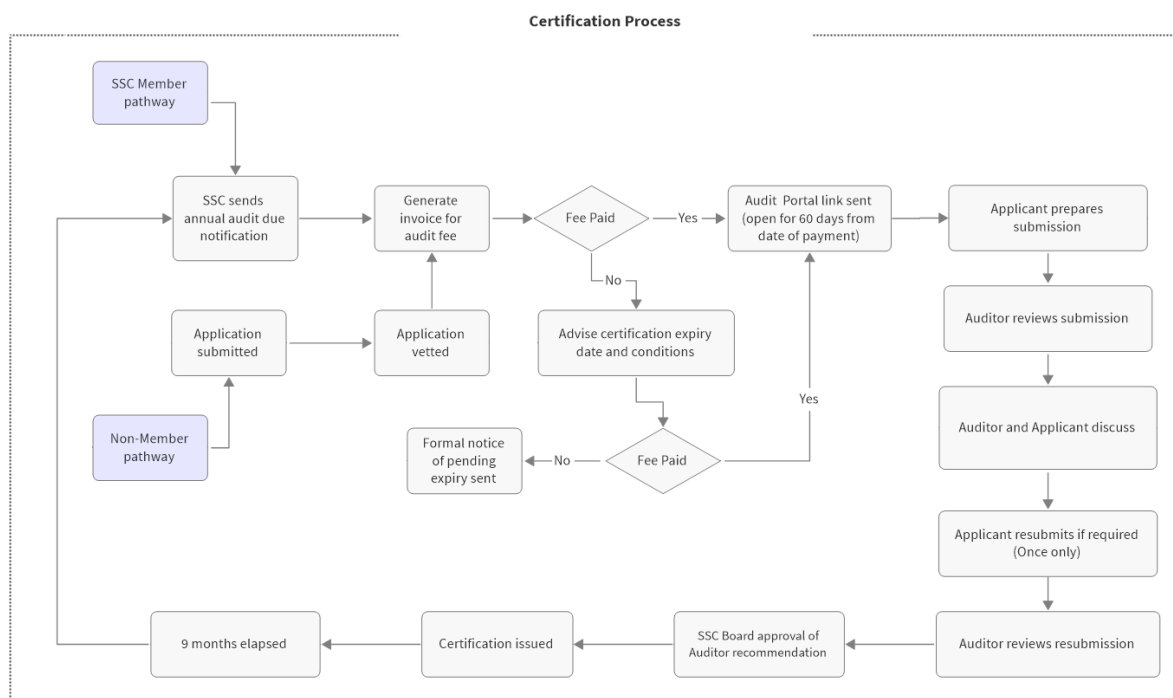 Certification Process
SSC Member
pathway
SSC sends
annual audit due
notification
Generate
invoice for
audit fee
Fee Paid
Yes
Audit Portal link sent
(open for 60 days from
date of payment)
Applicant prepares
submission
No
Application
submitted
Application
vetted
Advise certification expiry
date and conditions
Auditor reviews submission
Yes
Non-Member
pathway
Formal notice
of pending
expiry sent
No
Fee Paid
Auditor and Applicant discuss
Applicant resubmits if required
(Once only)
9 months elapsed
Certification issued
SSC Board approval of
Auditor recommendation
Auditor reviews resubmission